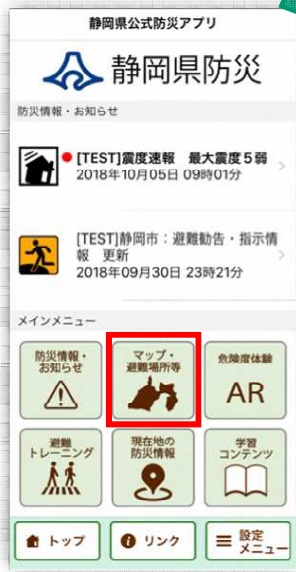 静岡県公式防災アプリ
静岡県防災
防災情報・お知らせ
[TEST]震度速報 最大震度５弱
2018年10月05日 09時01分
[TEST]静岡市：避難勧告・指示情
報 更新
2018年09月30日 23時21分
メインメニュー
防災情報・
お知らせ
マップ・
避難場所等
危険度体験
AR
避難
トレーニング
現在地の
防災情報
学習
コンテンツ
トップ
リンク
設定
メニュー